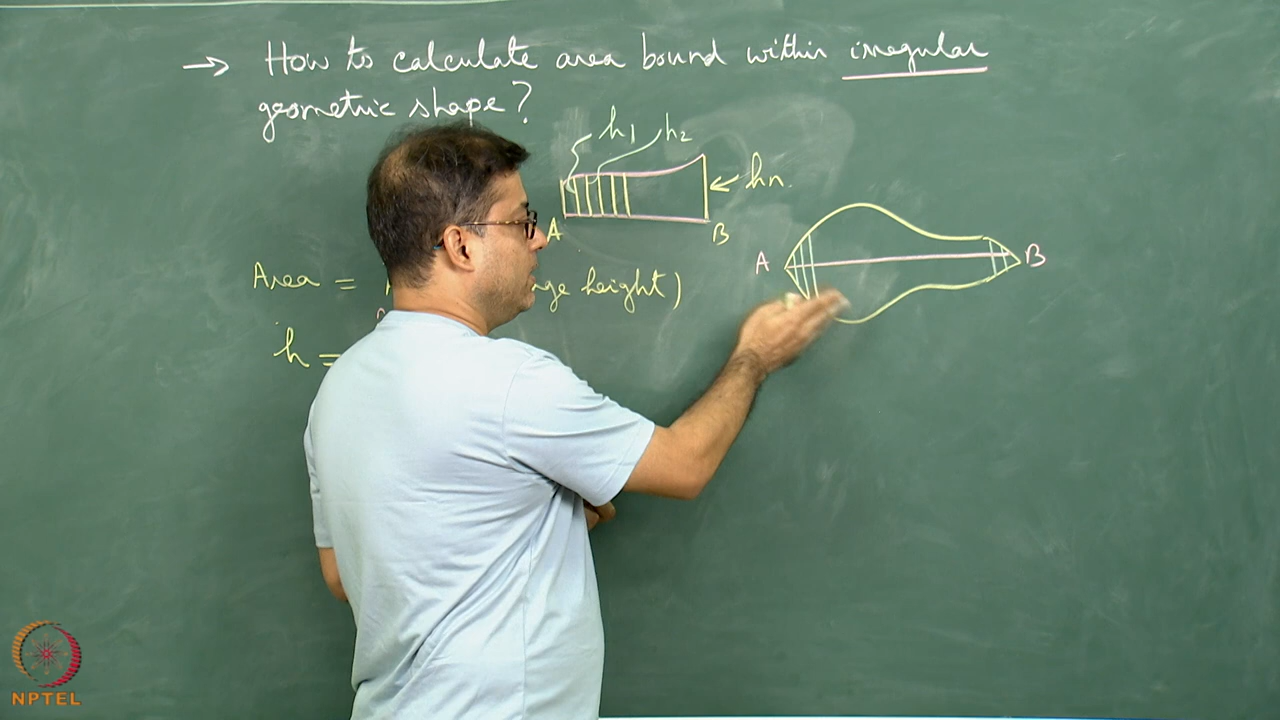 → How to calculate area bound within irregular
geometric shape?
h1 h2
← hn.
A B
A B
Area = height)
h =
NPTEL